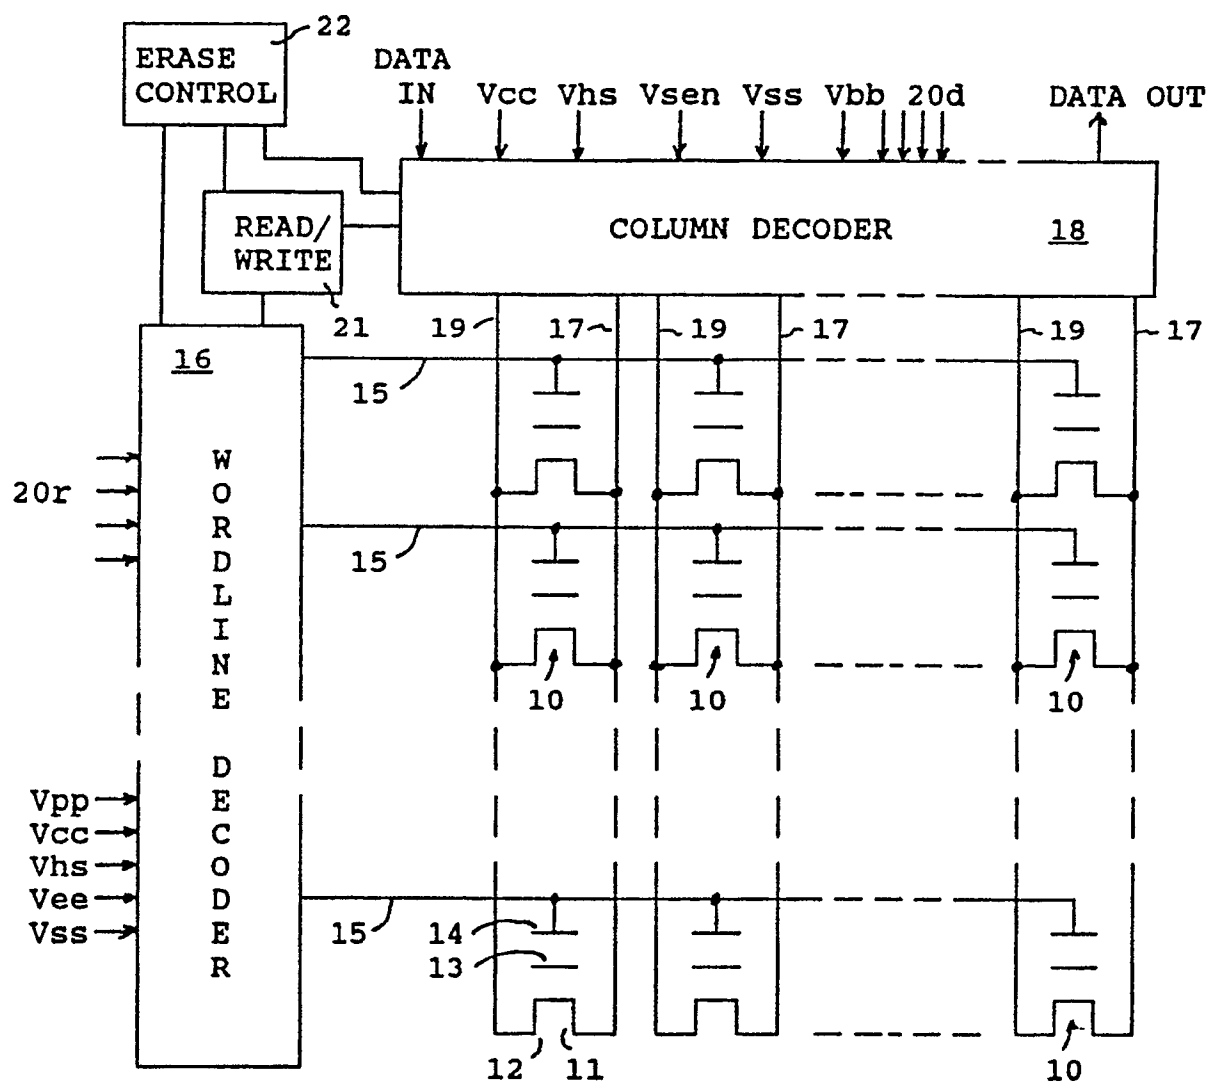 22
ERASE
CONTROL
DATA
IN
Vcc
Vhs
Vsen
Vss
Vbb
20d
DATA OUT
READ/
WRITE
COLUMN DECODER
18
21
19
17
19
17
19
17
16
15
20r
15
WORDLINE DECODER
10
10
10
Vpp
Vcc
Vhs
Vee
Vss
15
14
13
12
11
10